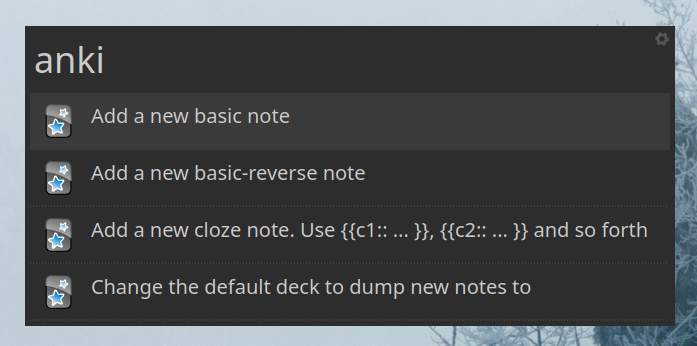 anki
Add a new basic note
Add a new basic-reverse note
Add a new cloze note. Use {{c1:: ... }}, {{c2:: ... }} and so forth
Change the default deck to dump new notes to